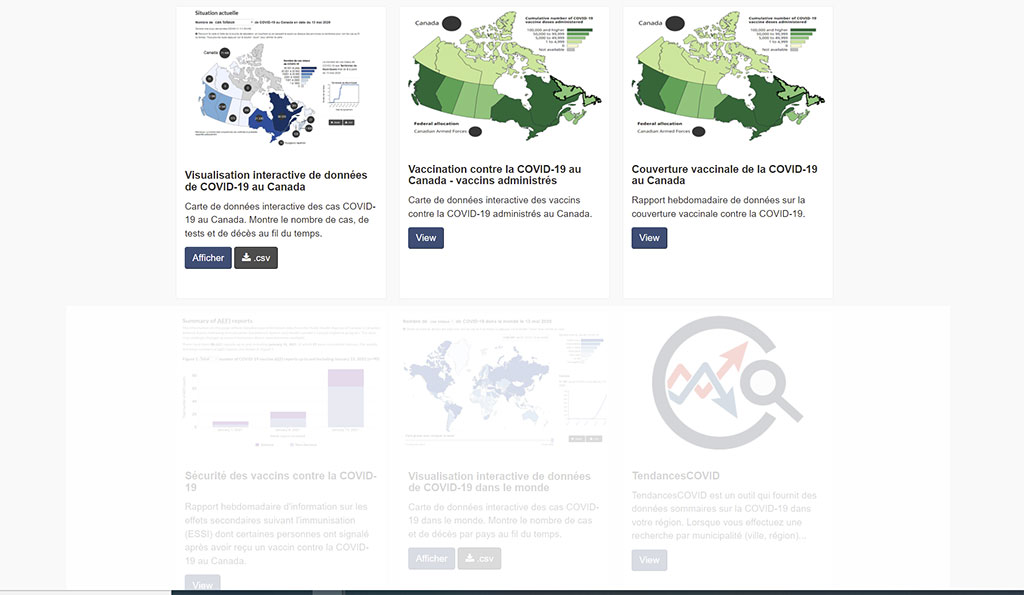 Situation actuelle
Canada
Canada
Cumulative number of COVID-19
vaccine doses administered
100,000 and higher
50,000 to 99,999
5,000 to 49,999
1 to 4,999
0
Not available
Federal allocation
Canadian Armed Forces
Canada
Cumulative number of COVID-19
vaccine doses administered
100,000 and higher
50,000 to 99,999
5,000 to 49,999
1 to 4,999
0
Not available
Federal allocation
Canadian Armed Forces
Visualisation interactive de données
de COVID-19 au Canada
Carte de données interactive des cas COVID-
19 au Canada. Montre le nombre de cas, de
tests et de décès au fil du temps.
Afficher
.csv
Vaccination contre la COVID-19 au
Canada - vaccins administrés
Carte de données interactive des vaccins
contre la COVID-19 administrés au Canada.
View
Couverture vaccinale de la COVID-19
au Canada
Rapport hebdomadaire de données sur la
couverture vaccinale contre la COVID-19.
View
Summary of AEFI reports
Sécurité des vaccins contre la COVID-
19
Rapport hebdomadaire d'information sur les
effets secondaires suivant l'immunisation
(ESSI) dont certaines personnes ont signalé
après avoir reçu un vaccin contre la COVID-
19 au Canada.
View
Visualisation interactive de données
de COVID-19 dans le monde
Carte de données interactive des cas COVID-
19 dans le monde. Montre le nombre de cas
et de décès par pays au fil du temps.
Afficher
.csv
TendancesCOVID
TendancesCOVID est un outil qui fournit des
données sommaires sur la COVID-19 dans
votre région. Lorsque vous effectuez une
recherche par municipalité (ville, région)...
View